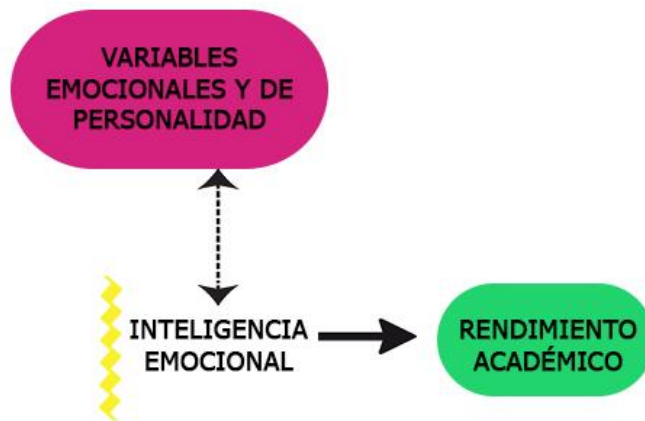 VARIABLES
EMOCIONALES Y DE
PERSONALIDAD
INTELIGENCIA
EMOCIONAL
RENDIMIENTO
ACADÉMICO